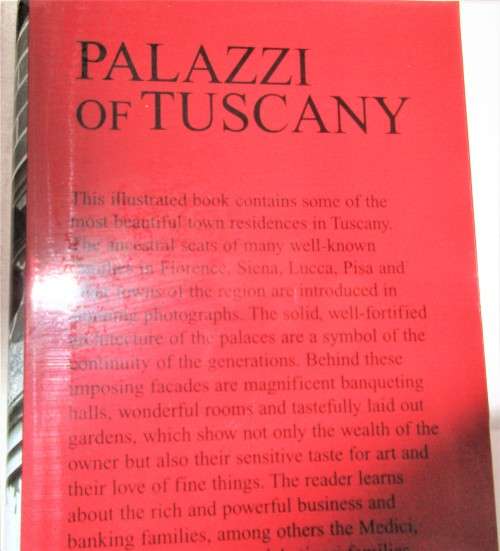 PALAZZI
OF TUSCANY
This illustrated book contains some of the
most beautiful town residences in Tuscany.
The ancestral seats of many well-known
families in Florence, Siena, Lucca, Pisa and
other towns of the region are introduced in
photographs. The solid, well-fortified
architecture of the palaces are a symbol of the
continuity of the generations. Behind these
imposing facades are magnificent banqueting
halls, wonderful rooms and tastefully laid out
gardens, which show not only the wealth of the
owner but also their sensitive taste for art and
their love of fine things. The reader learns
about the rich and powerful business and
banking families, among others the Medici,